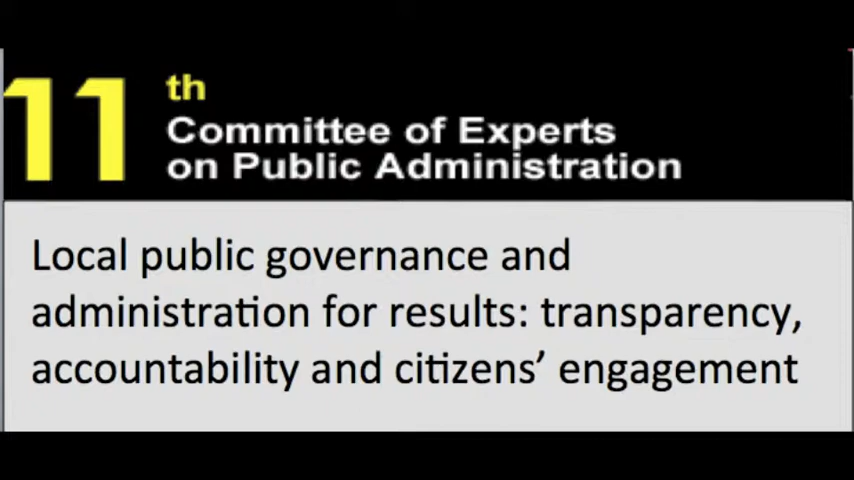 11th
Committee of Experts
on Public Administration
Local public governance and
administration for results: transparency,
accountability and citizens’ engagement